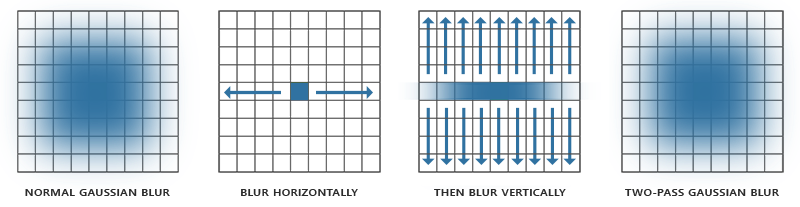 NORMAL GAUSSIAN BLUR
BLUR HORIZONTALLY
THEN BLUR VERTICALLY
TWO-PASS GAUSSIAN BLUR